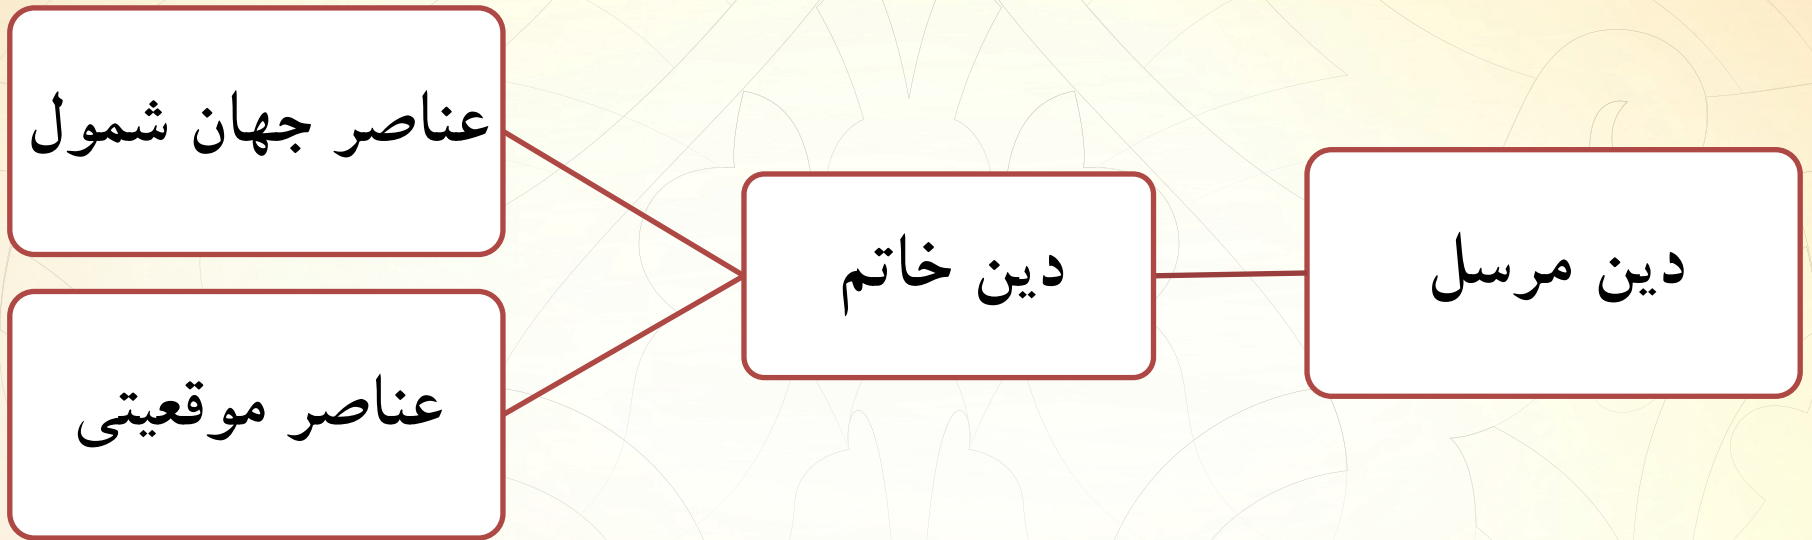 دین مرسل
دین خاتم
عناصر جهان شمول
عناصر موقعیتی